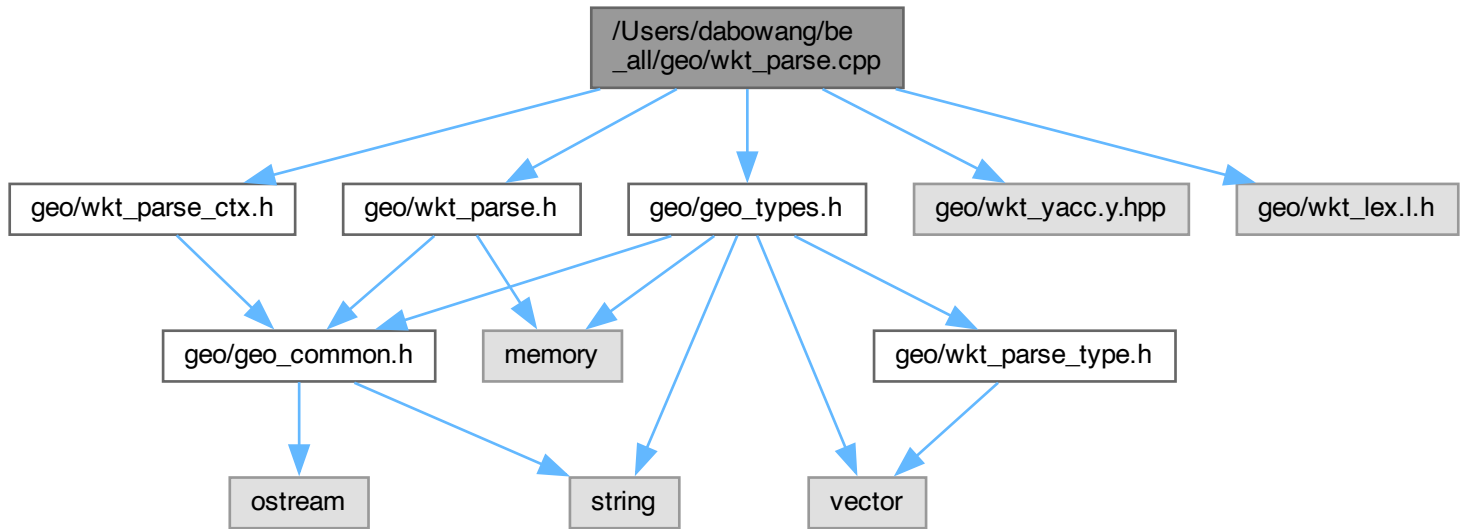 /Users/dabowang/be
_all/geo/wkt_parse.cpp
geo/wkt_parse_ctx.h
geo/wkt_parse.h
geo/geo_types.h
geo/wkt_yacc.y.hpp
geo/wkt_lex.l.h
geo/geo_common.h
memory
geo/wkt_parse_type.h
ostream
string
vector